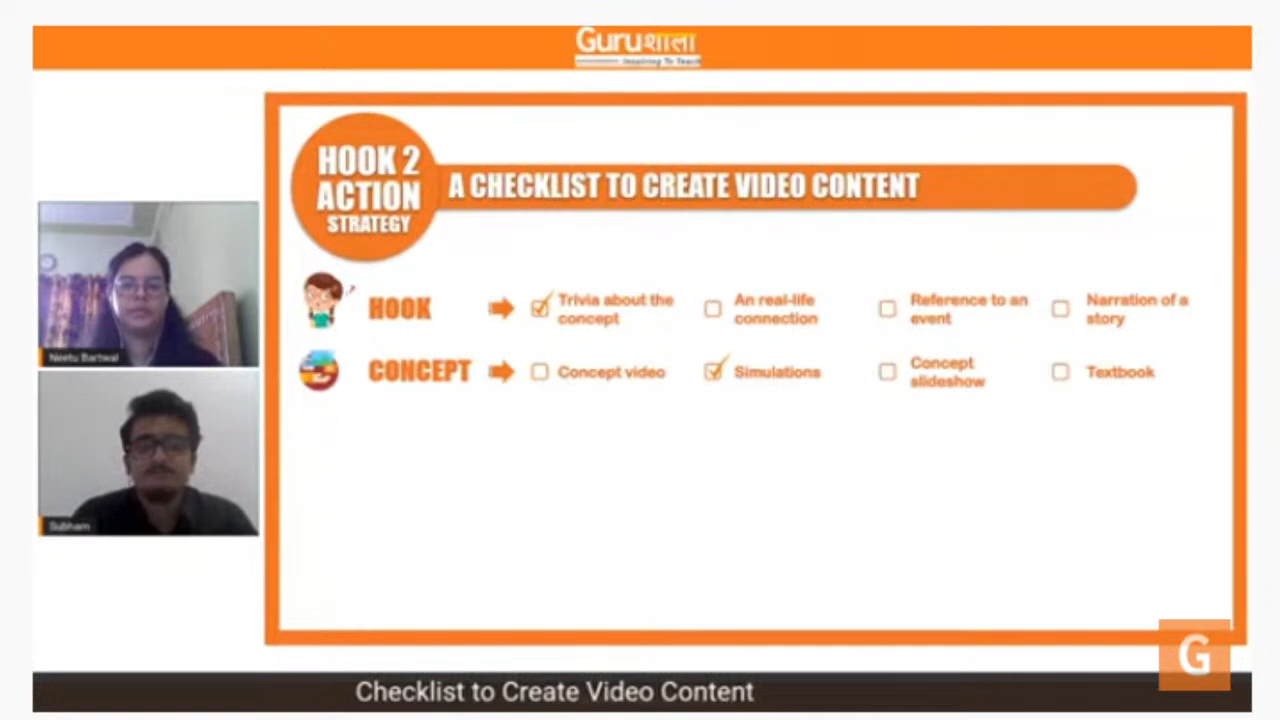 Guruशाला
Inspiring To Teach
HOOK 2
ACTION
STRATEGY
A CHECKLIST TO CREATE VIDEO CONTENT
HOOK
Trivia about the
concept
An real-life
connection
Reference to an
event
Narration of a
story
CONCEPT
Concept video
Simulations
Concept
slideshow
Textbook
Neetu Bartwal
Subham
G
Checklist to Create Video Content